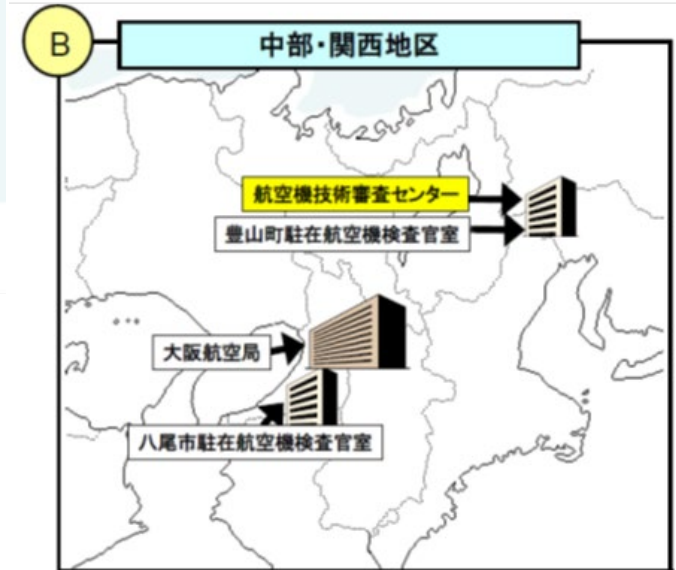 B
中部・関西地区
航空機技術審査センター
豊山町駐在航空機検査官室
大阪航空局
八尾市駐在航空機検査官室